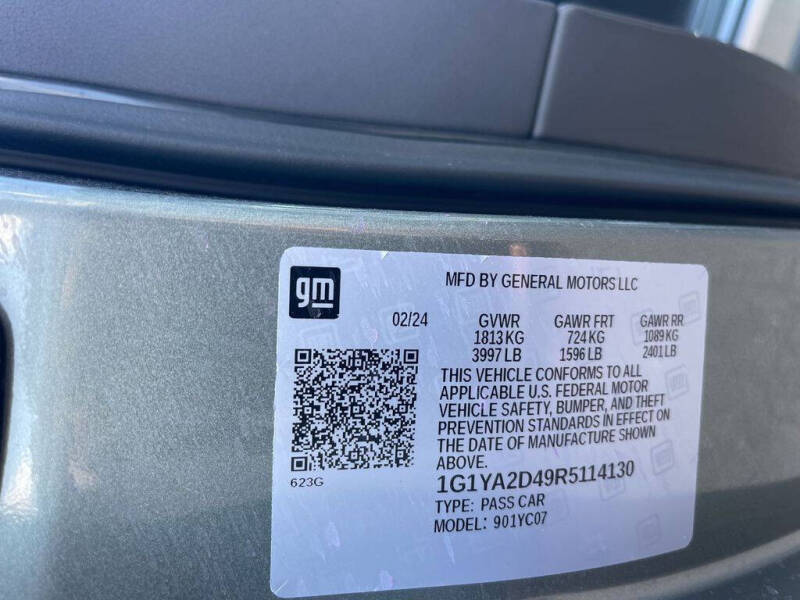 gm
MFD BY GENERAL MOTORS LLC
02/24 GVWR GAWR FRT GAWR RR
1813 KG 724 KG 1089 KG
3997 LB 1596 LB 2401 LB
THIS VEHICLE CONFORMS TO ALL
APPLICABLE U.S. FEDERAL MOTOR
VEHICLE SAFETY, BUMPER, AND THEFT
PREVENTION STANDARDS IN EFFECT ON
THE DATE OF MANUFACTURE SHOWN
ABOVE.
623G
1G1YA2D49R5114130
TYPE: PASS CAR
MODEL: 901YC07